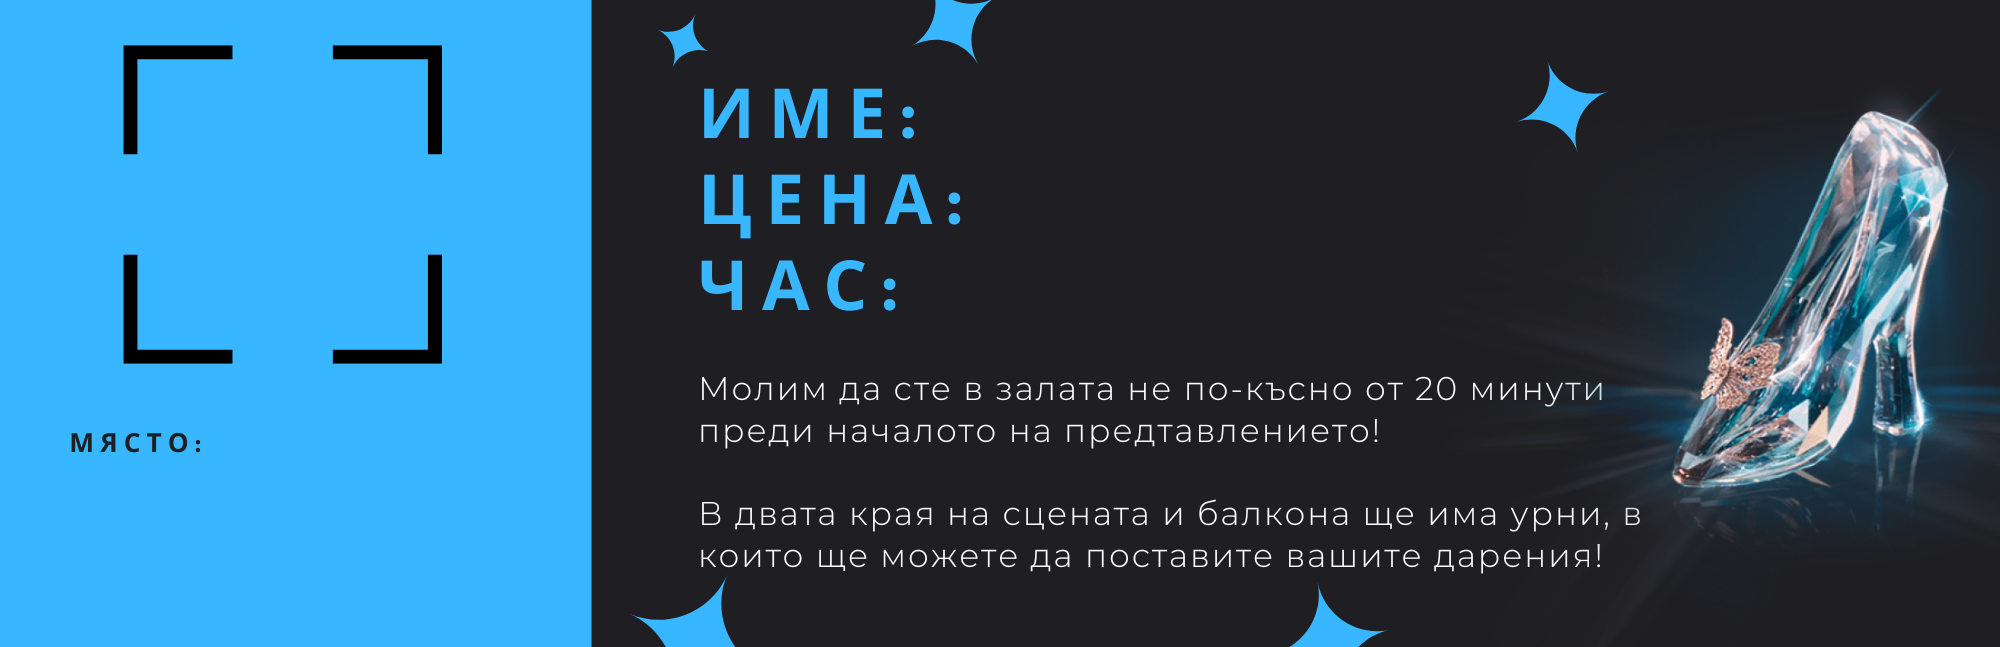 МЯСТО:
ИМЕ:
ЦЕНА:
ЧАС:
Молим да сте в залата не по-късно от 20 минути
преди началото на предтавлението!
В двата края на сцената и балкона ще има урни, в
които ще можете да поставите вашите дарения!